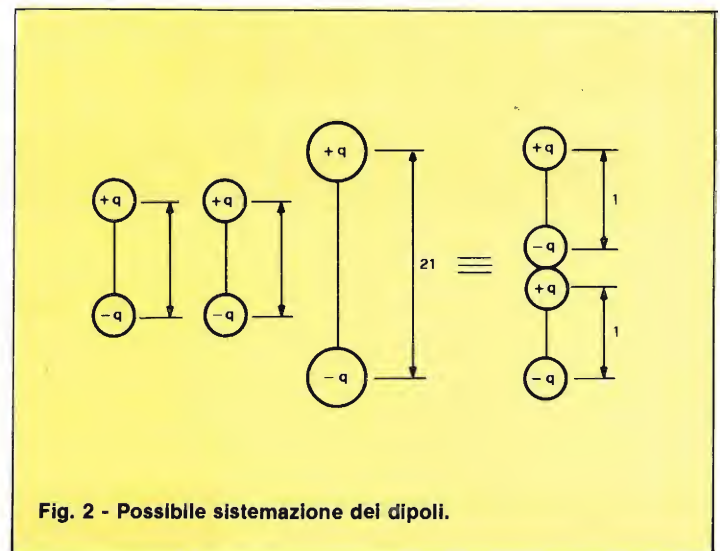 +q
+q
+q
+q
21
1
-q
+q
1
-q
-q
-q
-q
Fig. 2 - Possibile sistemazione dei dipoli.